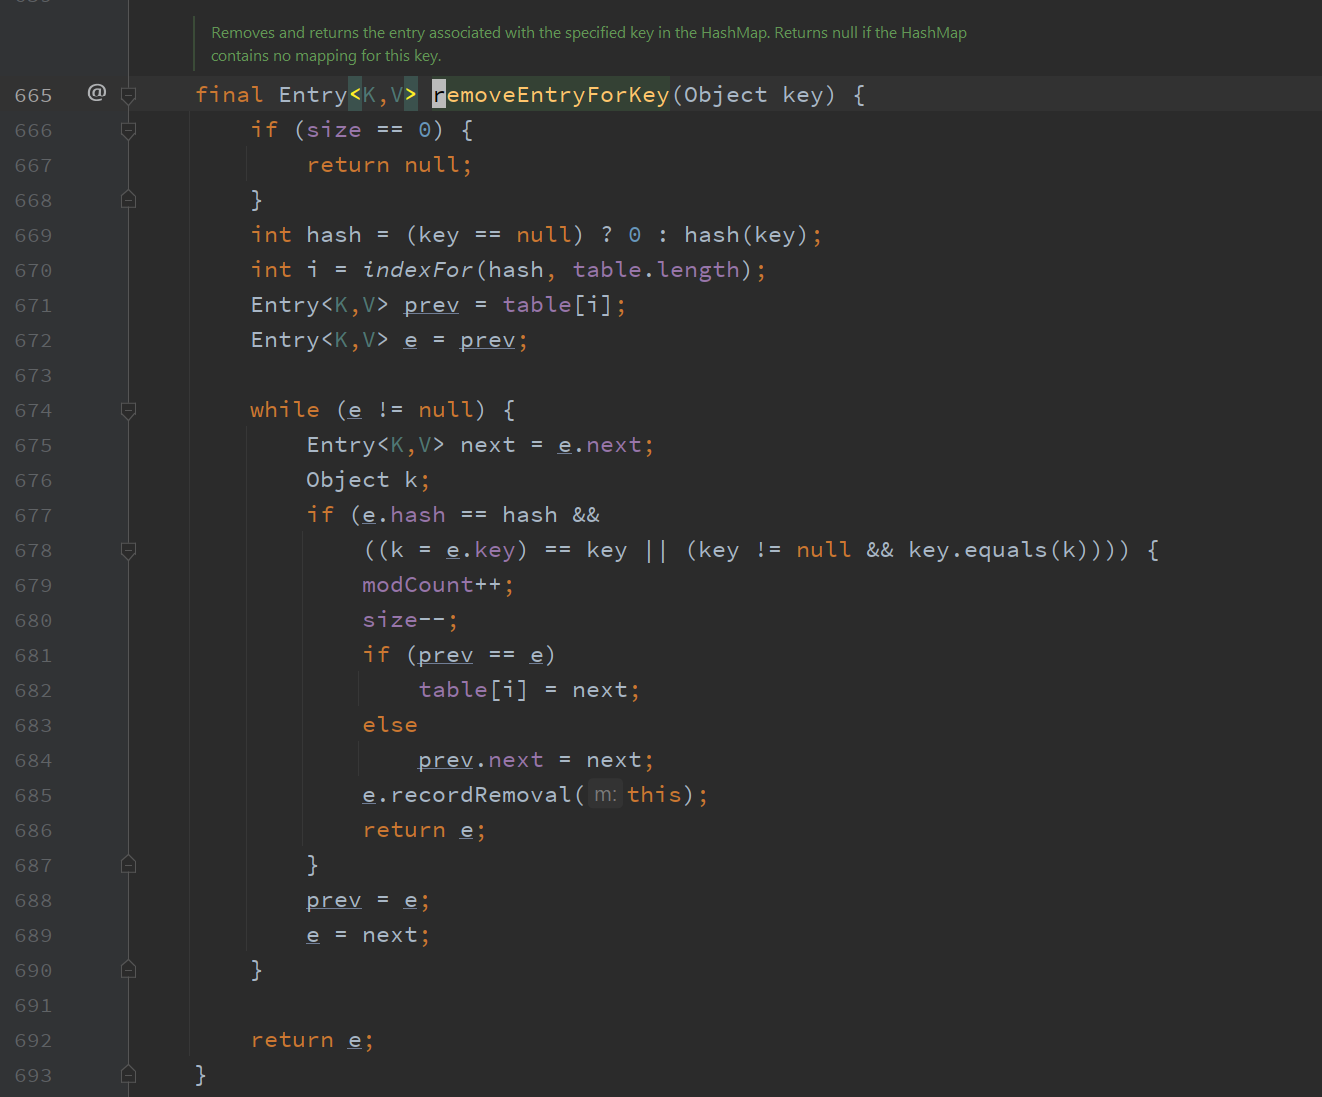 Removes and returns the entry associated with the specified key in the HashMap. Returns null if the HashMap
contains no mapping for this key.
665 @ final Entry<K,V> removeEntryForKey(Object key) {
666 if (size == 0) {
667 return null;
668 }
669 int hash = (key == null) ? 0 : hash(key);
670 int i = indexFor(hash, table.length);
671 Entry<K,V> prev = table[i];
672 Entry<K,V> e = prev;
673
674 while (e != null) {
675 Entry<K,V> next = e.next;
676 Object k;
677 if (e.hash == hash &&
678 ((k = e.key) == key || (key != null && key.equals(k)))) {
679 modCount++;
680 size--;
681 if (prev == e)
682 table[i] = next;
683 else
684 prev.next = next;
685 e.recordRemoval( m: this);
686 return e;
687 }
688 prev = e;
689 e = next;
690 }
691
692 return e;
693 }